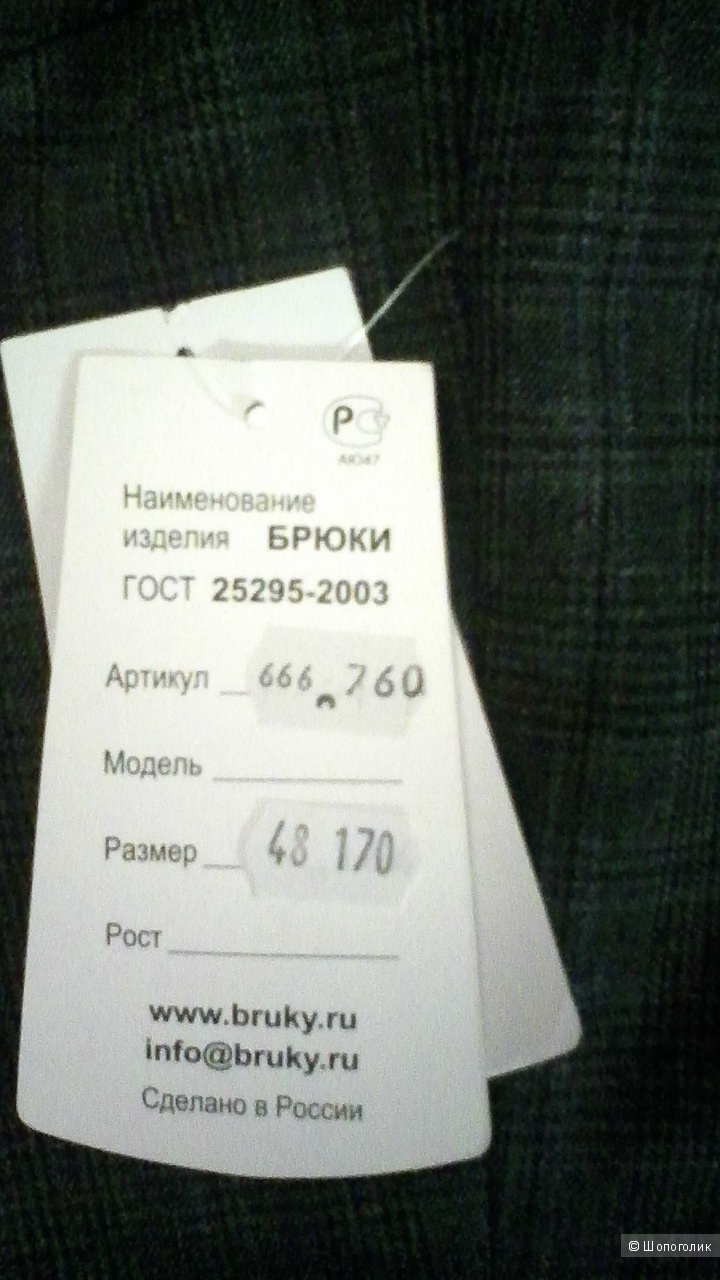 Р
АЮ47
Наименование
изделия БРЮКИ
ГОСТ 25295-2003
Артикул 666 760
Модель
Размер 48 170
Рост
www.bruky.ru
info@bruky.ru
Сделано в России
© Шопоголик